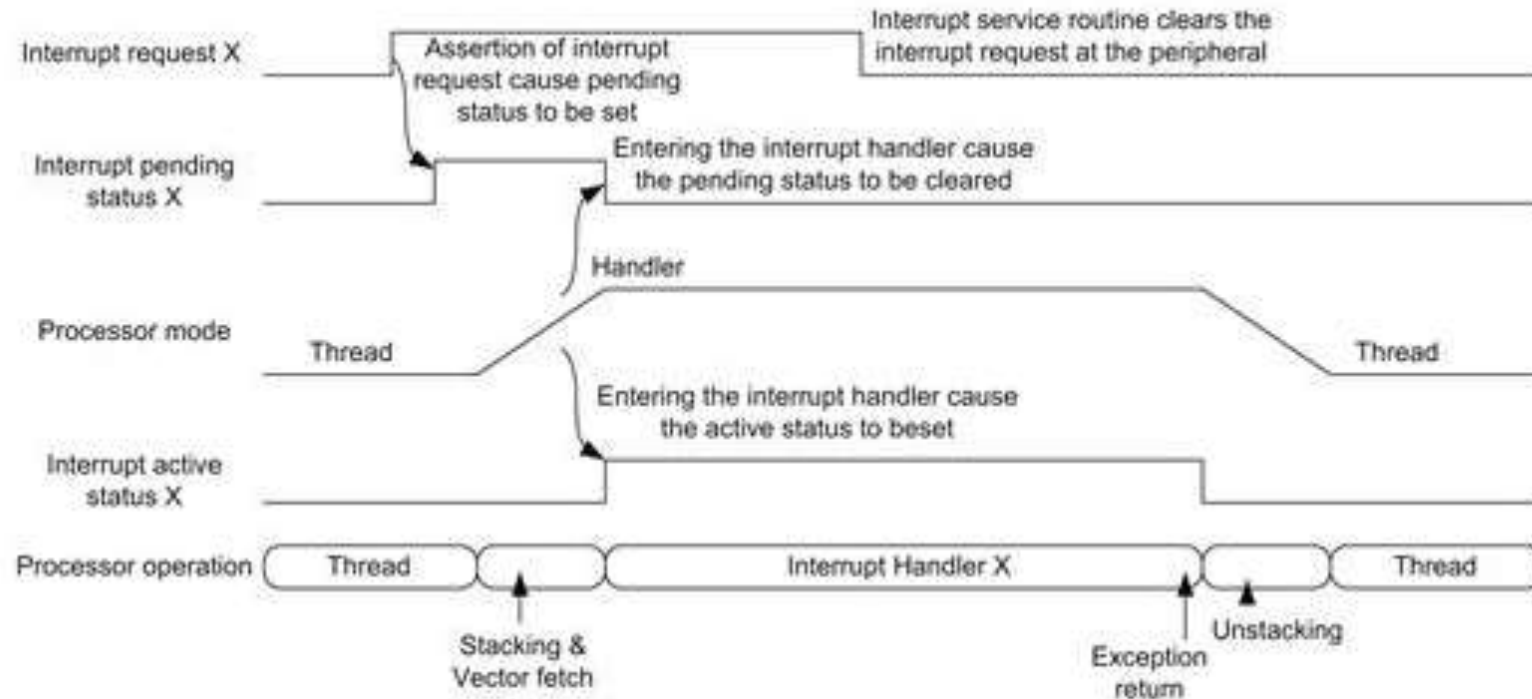 Interrupt request X
Assertion of interrupt
request cause pending
status to be set
Interrupt service routine clears the
interrupt request at the peripheral
Interrupt pending
status X
Entering the interrupt handler cause
the pending status to be cleared
Processor mode
Thread
Handler
Thread
Entering the interrupt handler cause
the active status to beset
Interrupt active
status X
Processor operation
Thread
Interrupt Handler X
Thread
Stacking &
Vector fetch
Exception
return
Unstacking